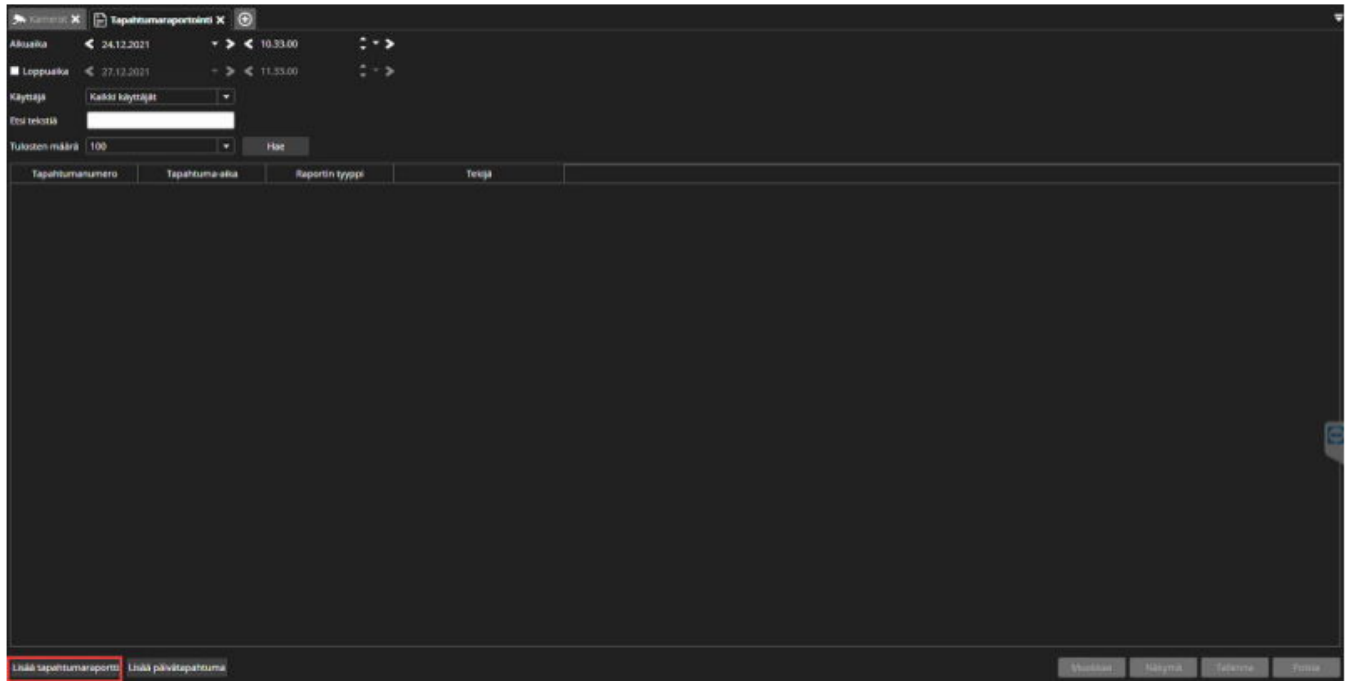 Kamerat Tapahtumaraportointi
Alkuaika 24.12.2021 10.33.00
Loppuaika 27.12.2021 11.33.00
Käyttäjä Kaikki käyttäjät
Etsi tekstiä
Tulosten määrä 100 Hae
Tapahtumanumero Tapahtuma-aika Raportin tyyppi Tekijä
Lisää tapahtumaraportti Lisää päivätapahtuma Muokkaa Näkymä Tallenna Poista